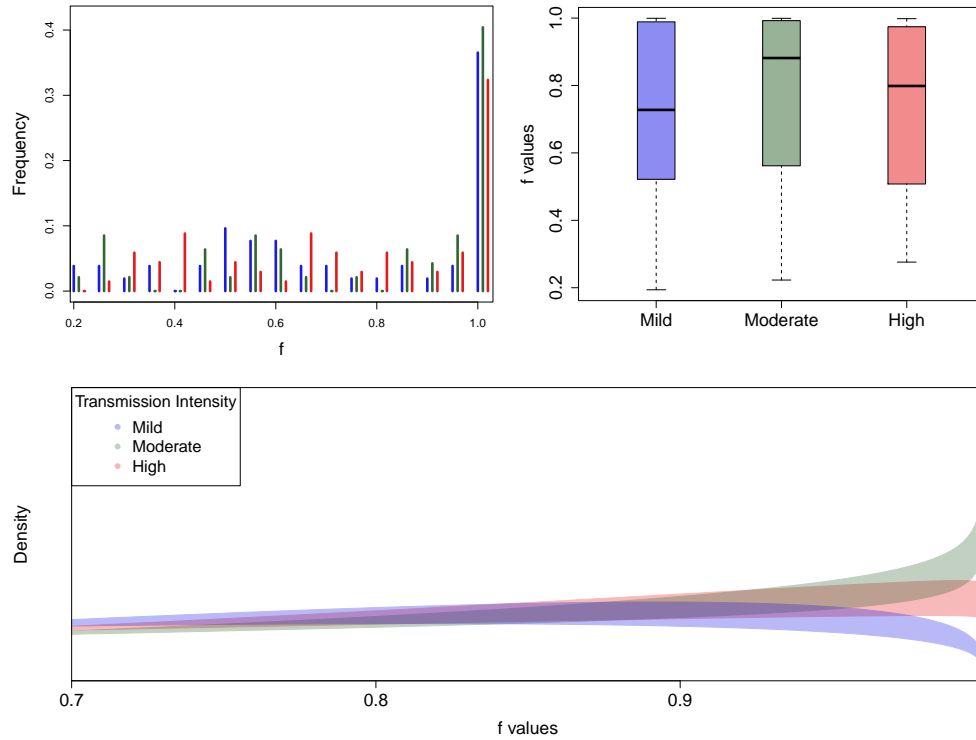 Frequency
0.4
0.3
0.2
0.1
0.0
0.2 0.4 0.6 0.8 1.0
f
f values
1.0
0.8
0.6
0.4
0.2
Mild Moderate High
Transmission Intensity
Mild
Moderate
High
Density
0.7 0.8 0.9
f values